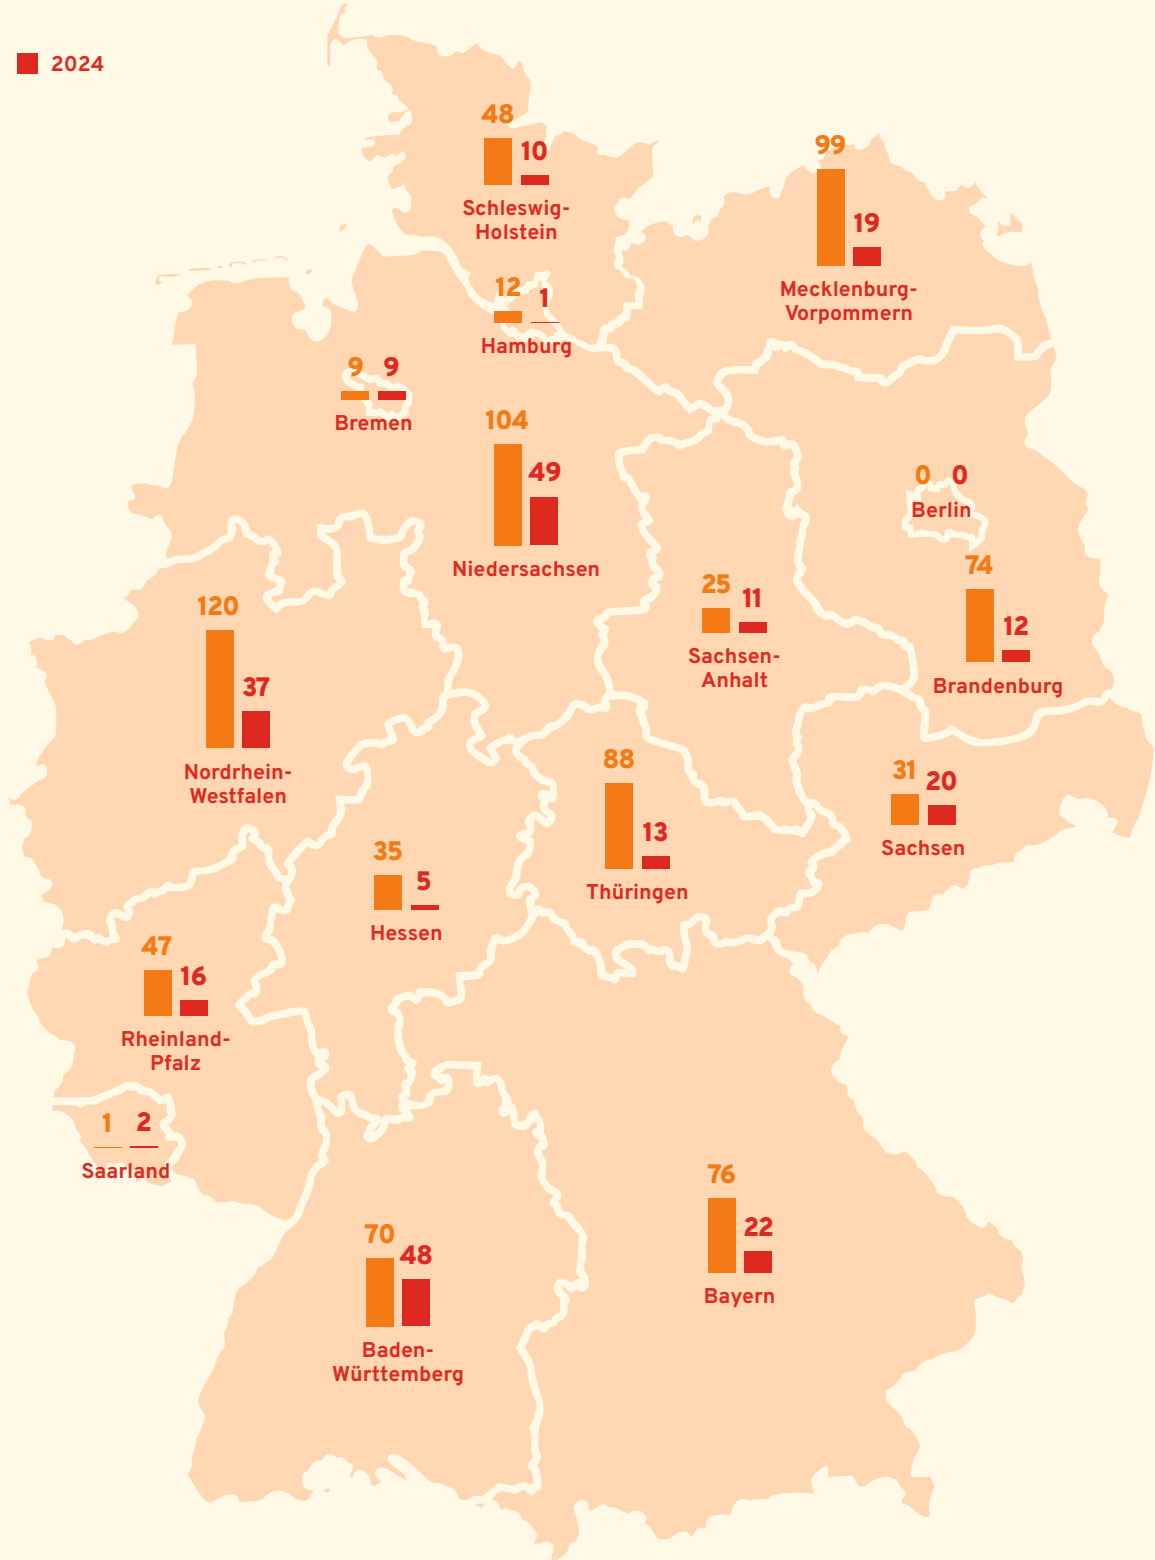 2024
48
10
Schleswig-
Holstein
99
19
Mecklenburg-
Vorpommern
12
1
Hamburg
9 9
Bremen
104
49
Niedersachsen
0 0
Berlin
74
12
Brandenburg
25
11
Sachsen-
Anhalt
120
37
Nordrhein-
Westfalen
88
13
Thüringen
31
20
Sachsen
35
5
Hessen
47
16
Rheinland-
Pfalz
1 2
Saarland
76
22
Bayern
70
48
Baden-
Württemberg